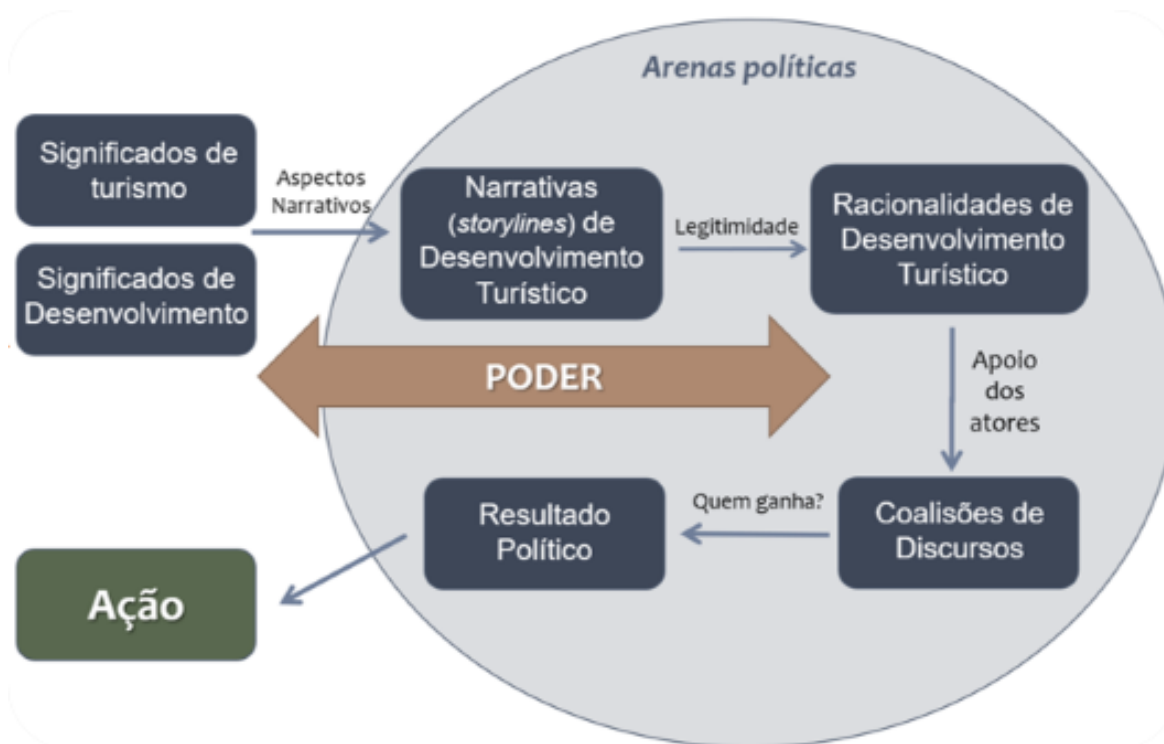 Arenas políticas
Significados de
turismo
Significados de
Desenvolvimento
Aspectos
Narrativos
Narrativas
(storylines) de
Desenvolvimento
Turístico
Legitimidade
Racionalidades de
Desenvolvimento
Turístico
PODER
Apoio
dos
atores
Coalisões de
Discursos
Quem ganha?
Resultado
Político
Ação